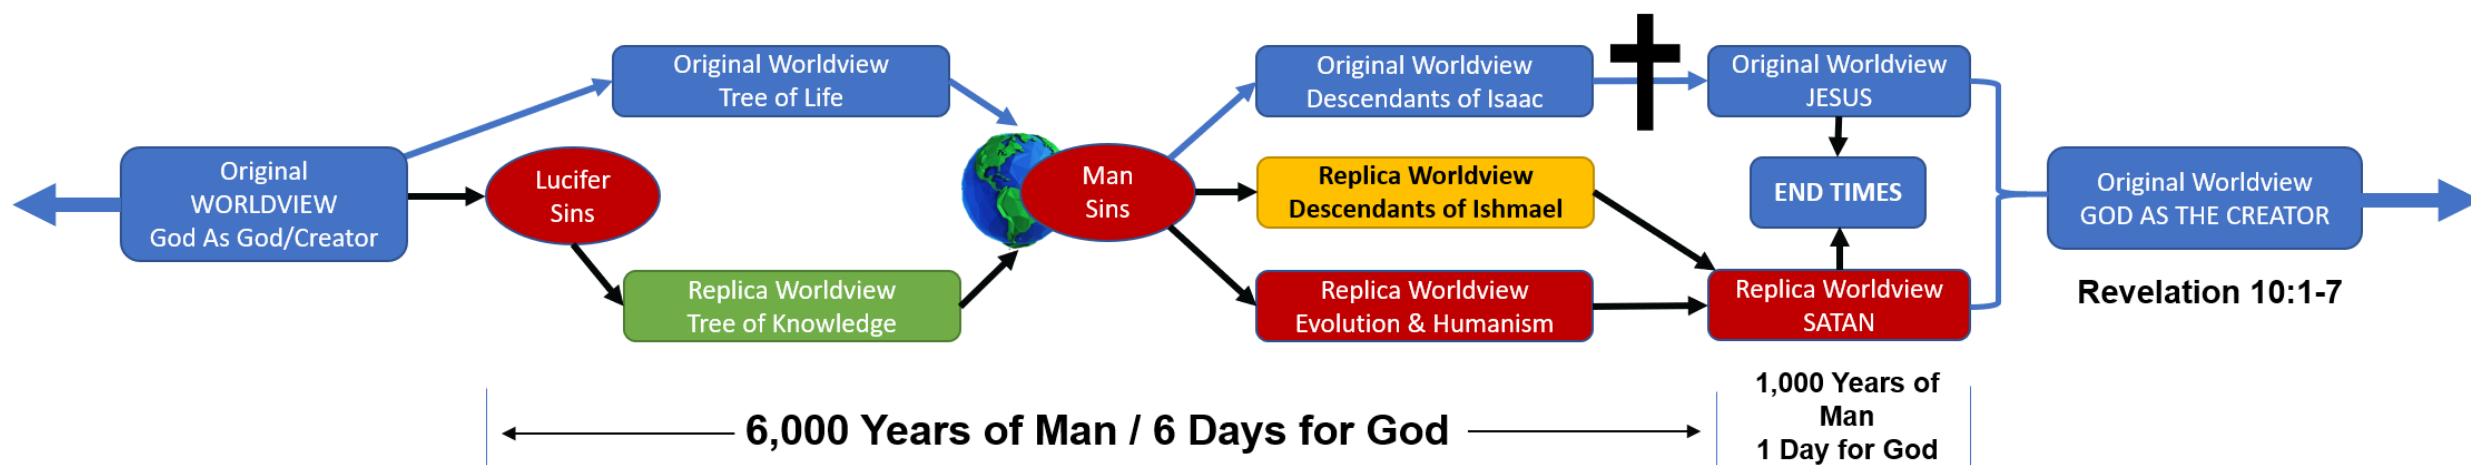 Original
WORLDVIEW
God As God/Creator
Lucifer
Sins
Original Worldview
Tree of Life
Replica Worldview
Tree of Knowledge
Man
Sins
Original Worldview
Descendants of Isaac
Replica Worldview
Descendants of Ishmael
Replica Worldview
Evolution & Humanism
Original Worldview
JESUS
END TIMES
Replica Worldview
SATAN
Original Worldview
GOD AS THE CREATOR
Revelation 10:1-7
6,000 Years of Man / 6 Days for God
1,000 Years of
Man
1 Day for God